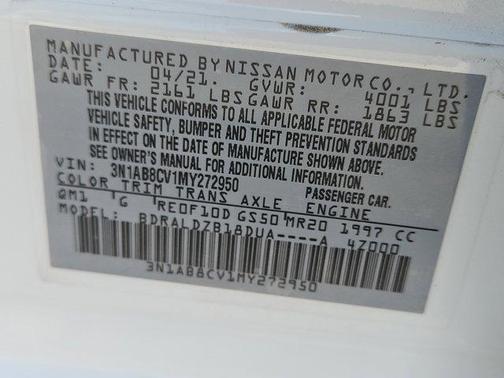 MANUFACTURED BY NISSAN MOTOR CO., LTD.
DATE: 04/21. GVWR: 4001 LBS
GAWR FR: 2161 LBS GAWR RR: 1863 LBS
THIS VEHICLE CONFORMS TO ALL APPLICABLE FEDERAL MOTOR
VEHICLE SAFETY, BUMPER AND THEFT PREVENTION STANDARDS
IN EFFECT ON THE DATE OF MANUFACTURE SHOWN ABOVE.
SEE OWNER'S MANUAL FOR ADDITIONAL INFORMATION.
VIN: 3N1AB8CV1MY272950 PASSENGER CAR.
COLOR TRIM TRANS AXLE ENGINE
QM1 G RE0F10D GS50 MR20 1997 CC
MODEL: BDRALDZB18DUA----A 4Z000
3N1AB8CV1MY272950